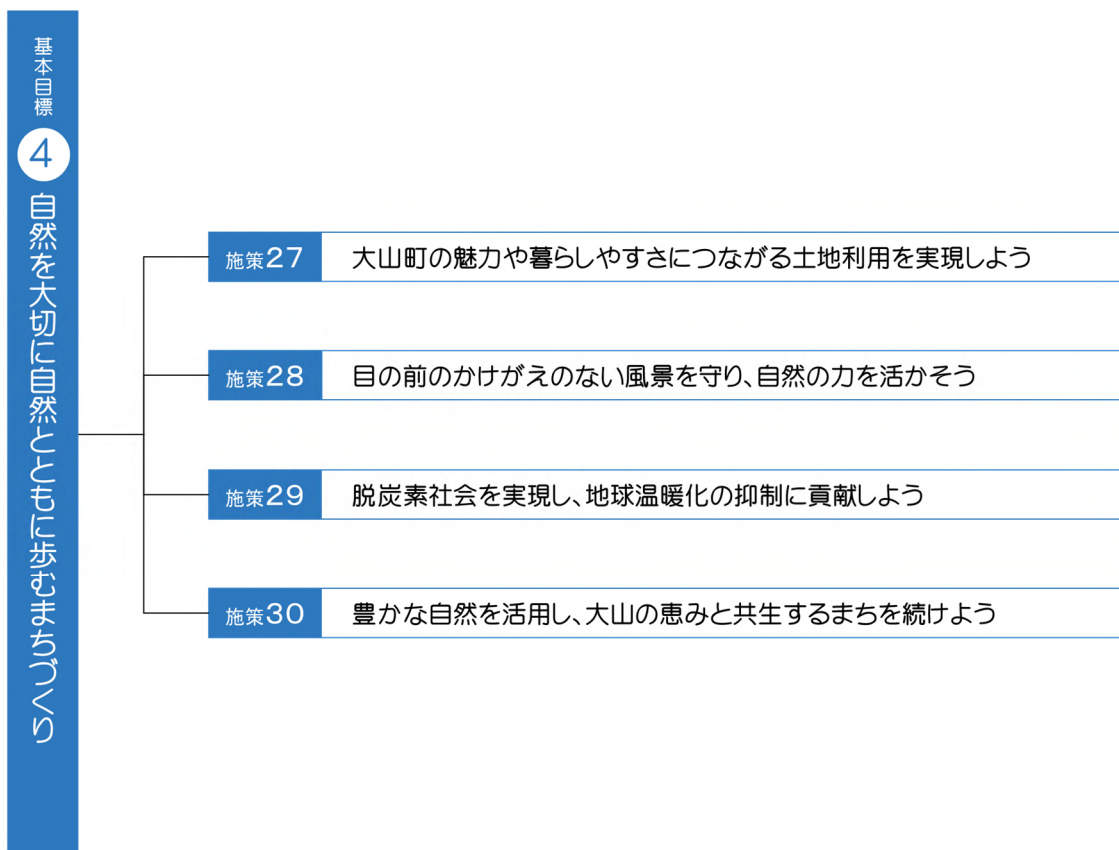 基本目標
4
自然を大切に自然とともに歩むまちづくり
施策27 大山町の魅力や暮らしやすさにつながる土地利用を実現しよう
施策28 目の前のかけがえのない風景を守り、自然の力を活かそう
施策29 脱炭素社会を実現し、地球温暖化の抑制に貢献しよう
施策30 豊かな自然を活用し、大山の恵みと共生するまちを続けよう